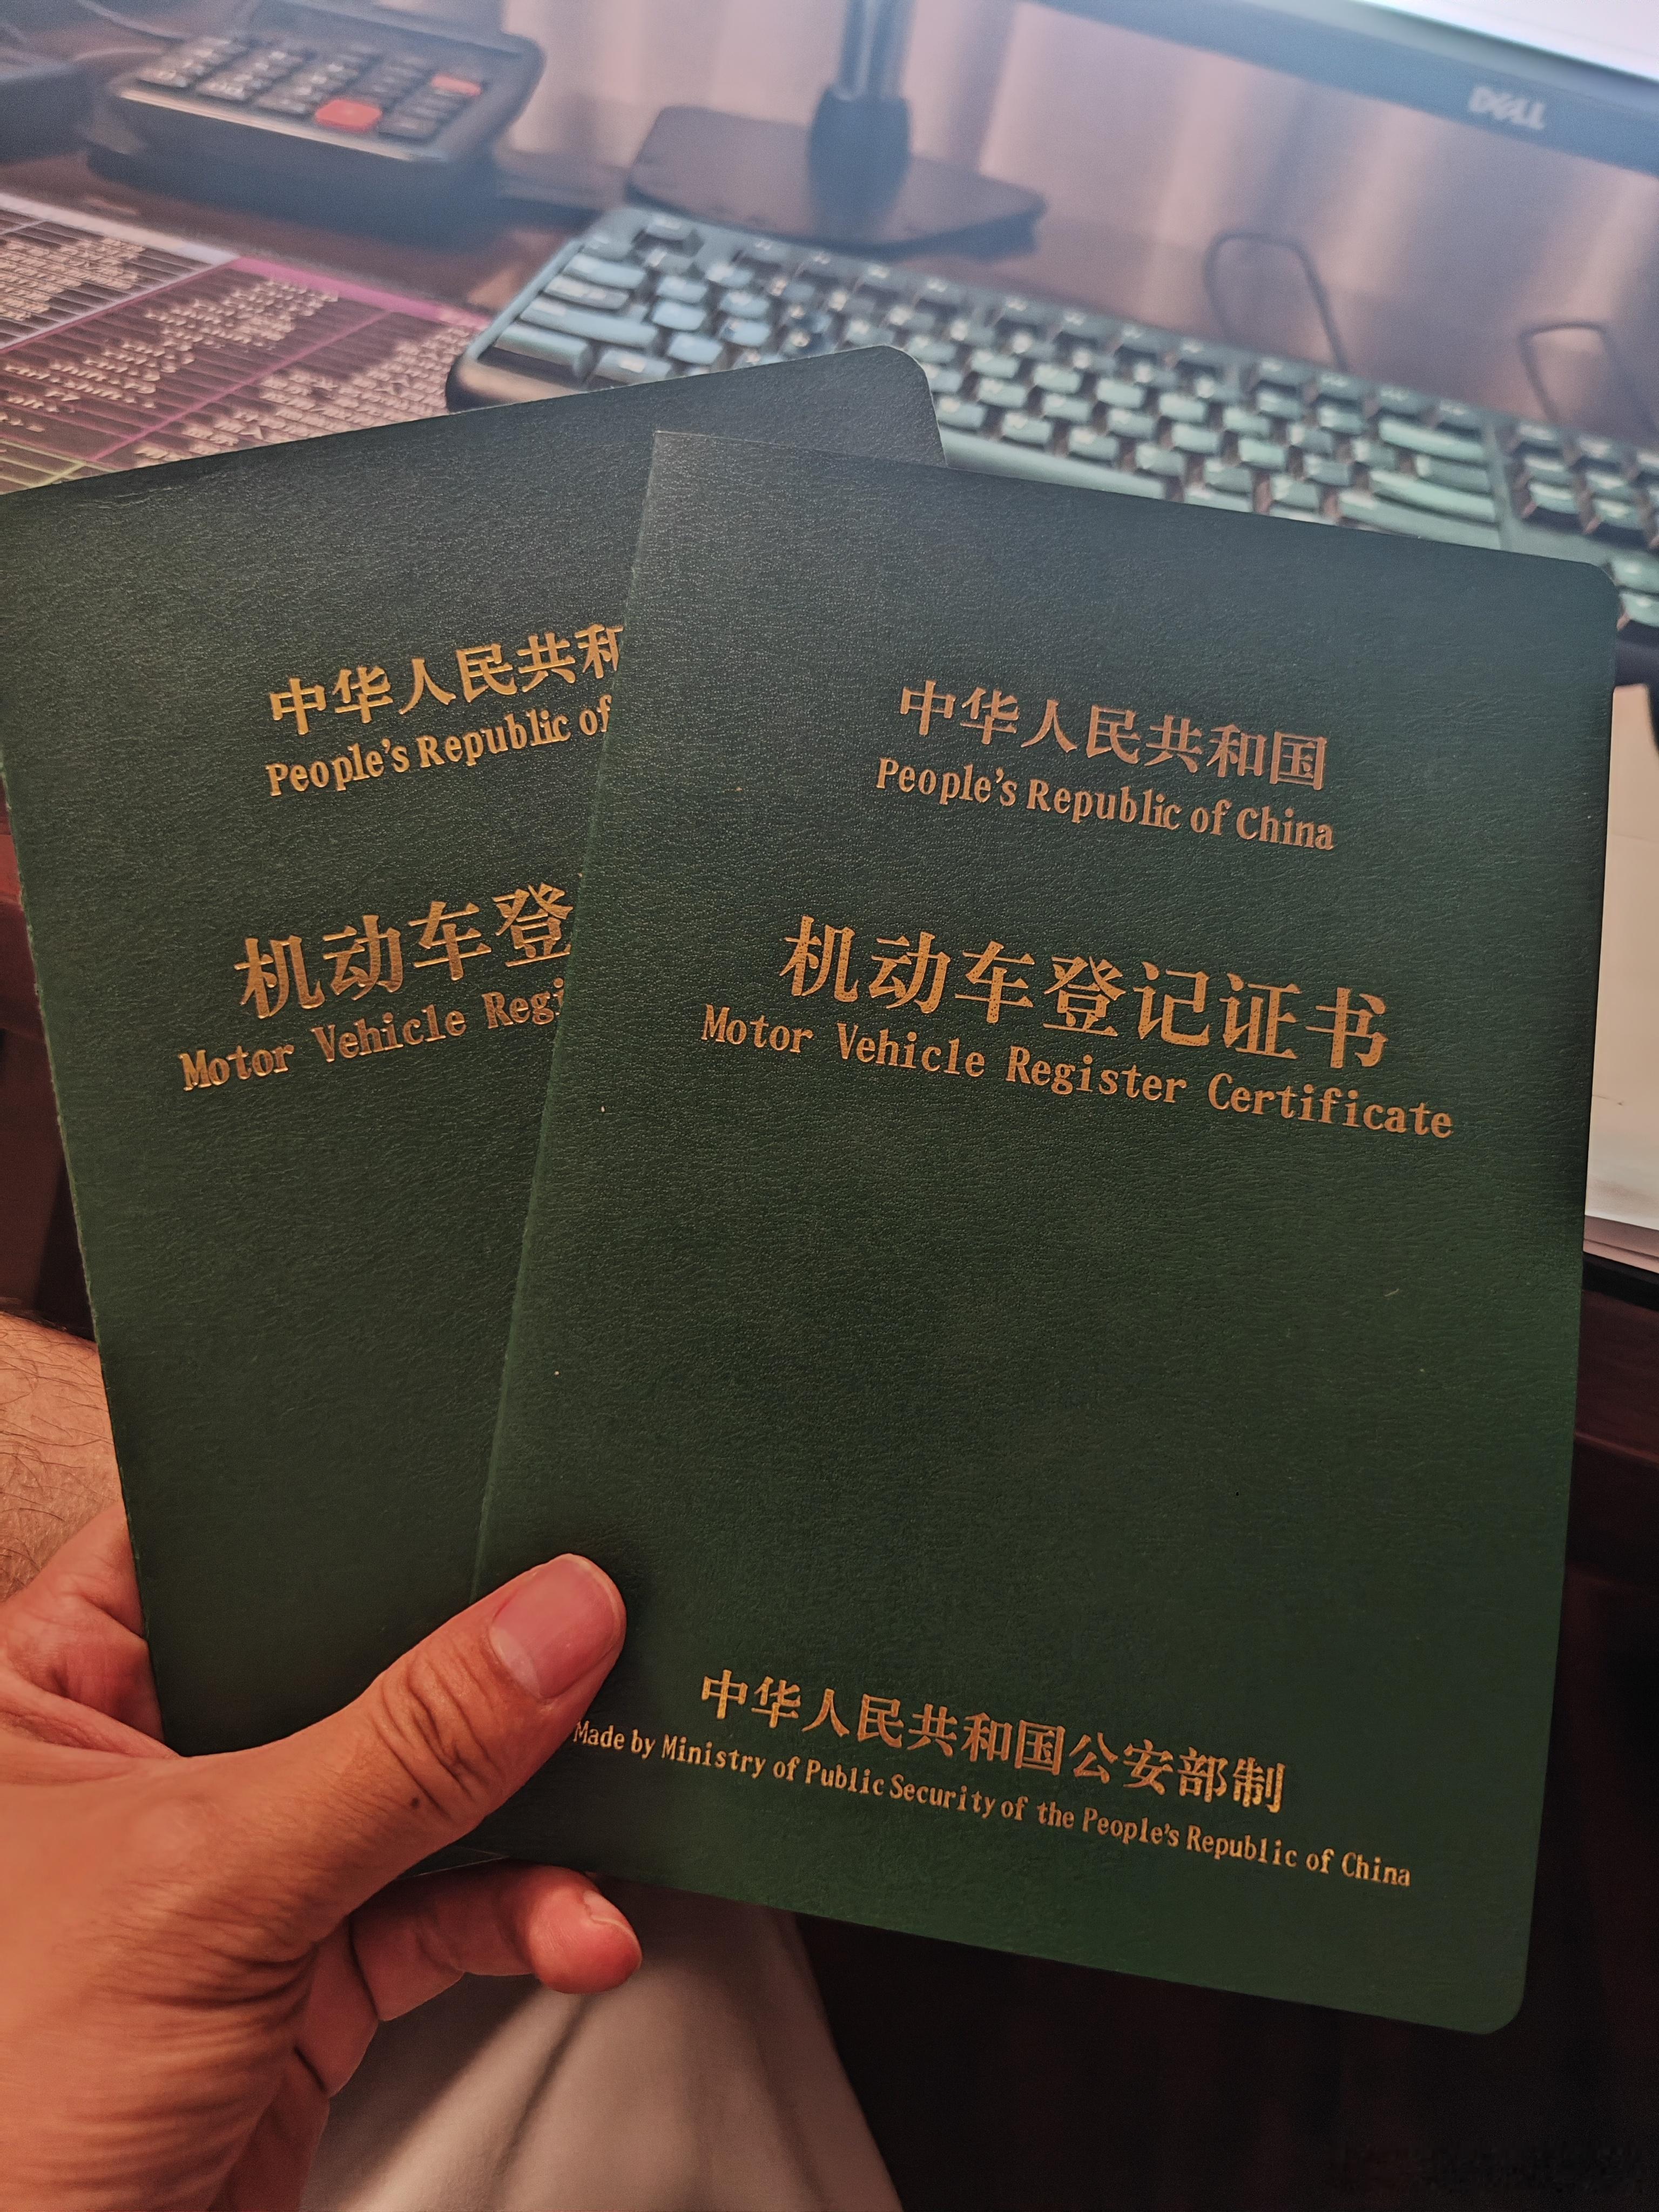 DELL
中华人民共和
People's Republic of
机动车登
Motor Vehicle Regi
中华人民共和国
People's Republic of China
机动车登记证书
Motor Vehicle Register Certificate
中华人民共和国公安部制
Made by Ministry of Public Security of the People's Republic of China